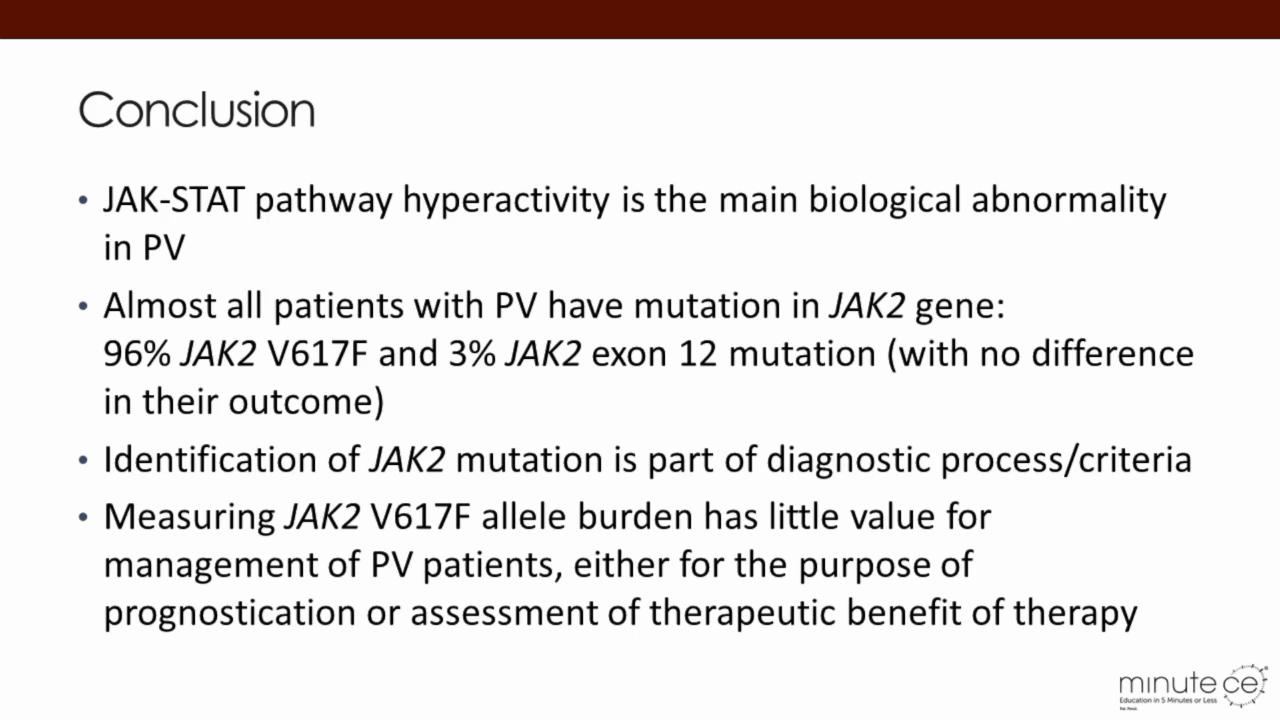 Conclusion
• JAK-STAT pathway hyperactivity is the main biological abnormality
in PV
• Almost all patients with PV have mutation in JAK2 gene:
96% JAK2 V617F and 3% JAK2 exon 12 mutation (with no difference
in their outcome)
• Identification of JAK2 mutation is part of diagnostic process/criteria
• Measuring JAK2 V617F allele burden has little value for
management of PV patients, either for the purpose of
prognostication or assessment of therapeutic benefit of therapy
minute ce
Education in 5 Minutes or Less